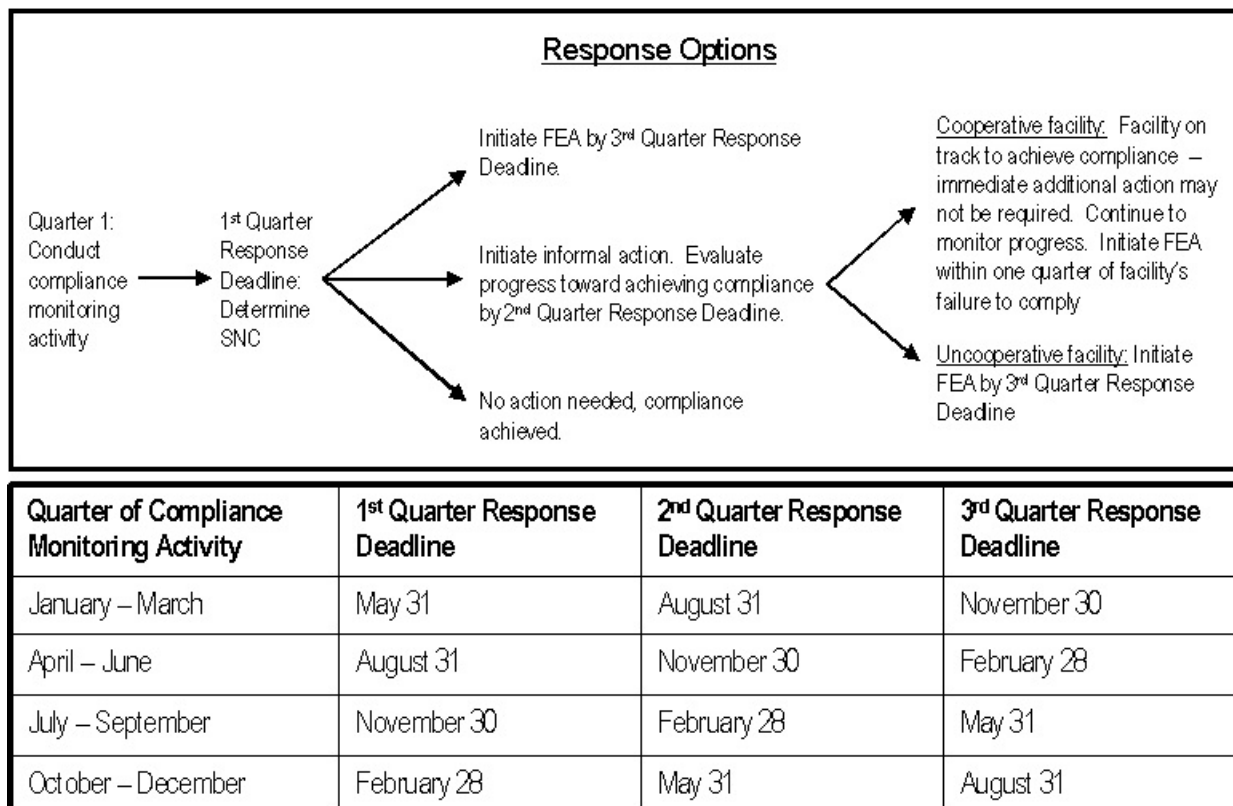 Response Options
Quarter 1:
Conduct
compliance
monitoring
activity
1st Quarter
Response
Deadline:
Determine
SNC
Initiate FEA by 3rd Quarter Response
Deadline.
Initiate informal action. Evaluate
progress toward achieving compliance
by 2nd Quarter Response Deadline.
No action needed, compliance
achieved.
Cooperative facility: Facility on
track to achieve compliance –
immediate additional action may
not be required. Continue to
monitor progress. Initiate FEA
within one quarter of facility's
failure to comply
Uncooperative facility: Initiate
FEA by 3rd Quarter Response
Deadline
Quarter of Compliance
Monitoring Activity
1st Quarter Response
Deadline
2nd Quarter Response
Deadline
3rd Quarter Response
Deadline
January – March
May 31
August 31
November 30
April – June
August 31
November 30
February 28
July – September
November 30
February 28
May 31
October – December
February 28
May 31
August 31